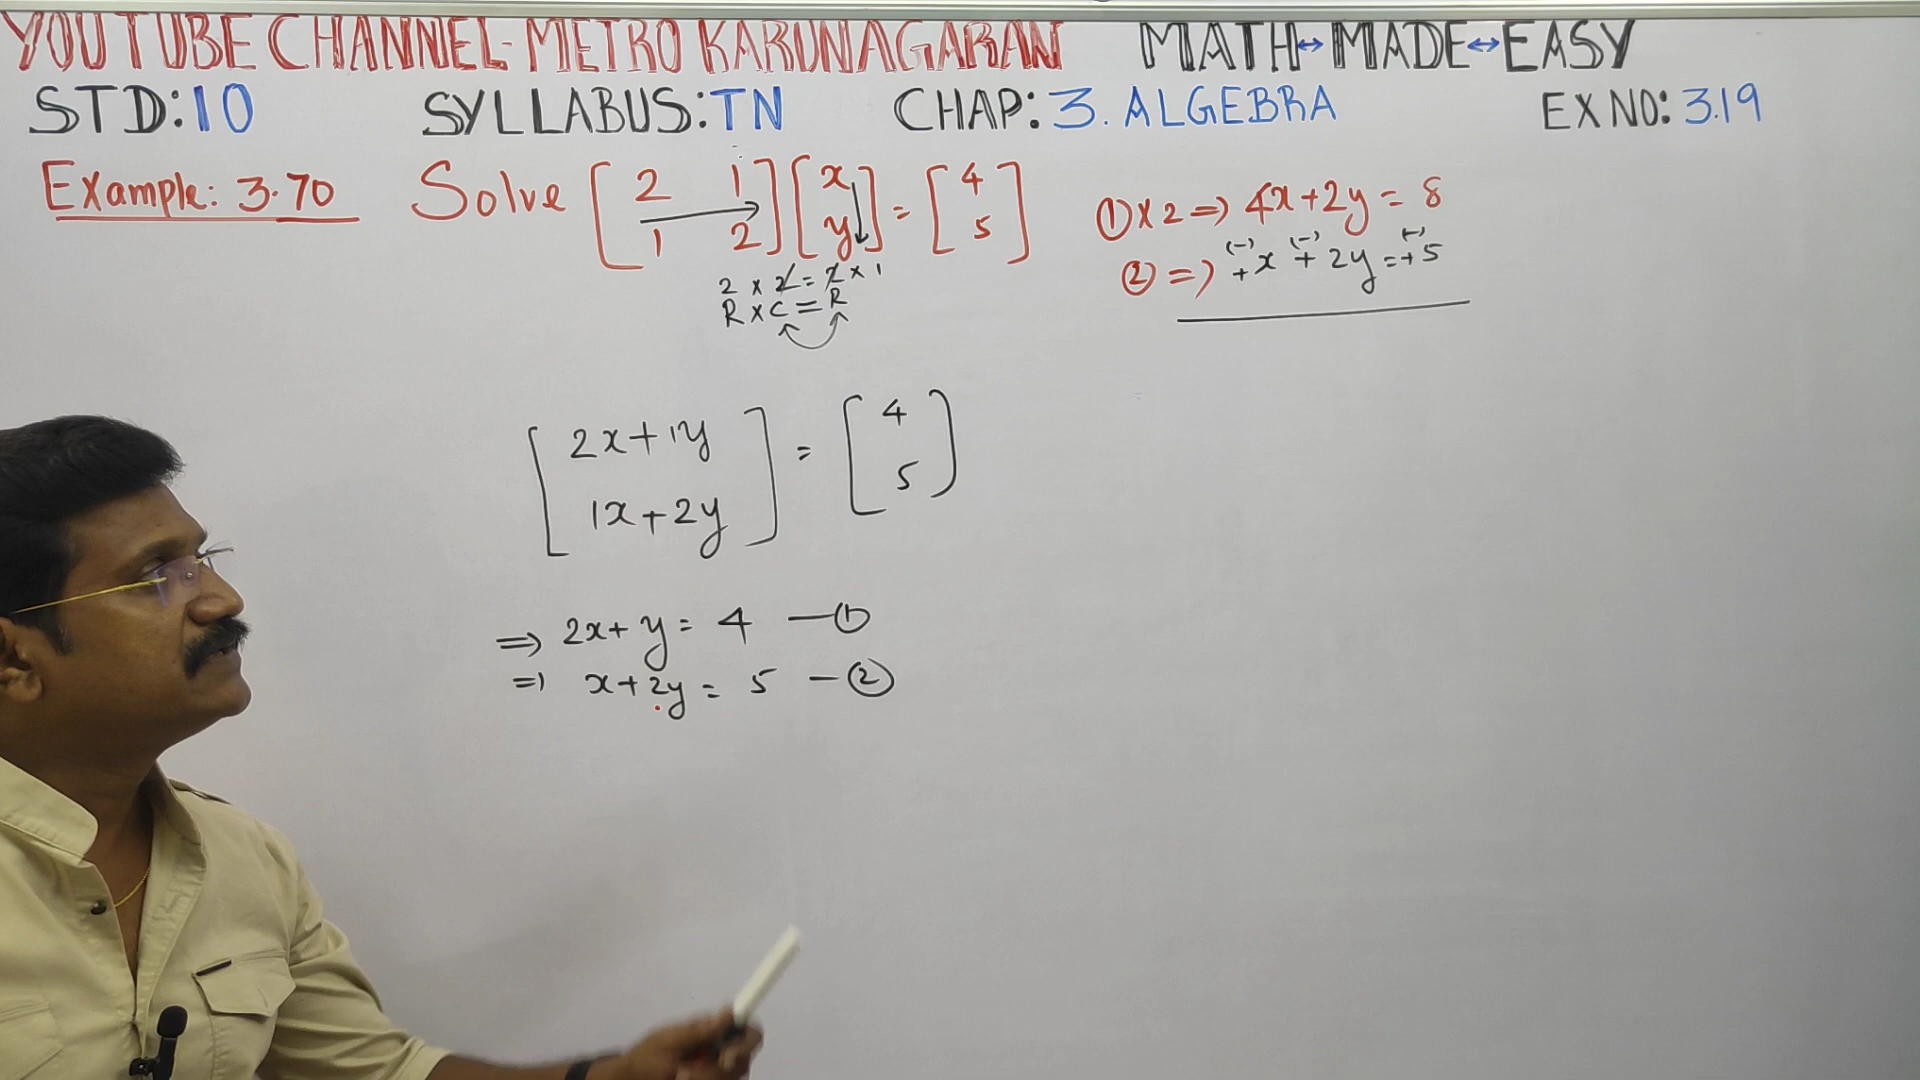 YOUTUBE CHANNEL-METRO KARUNAGARAN MATH↔MADE↔EASY
STD:10 SYLLABUS:TN CHAP:3. ALGEBRA EX NO:3.19
Example: 3.70 Solve [2 1 1 2] [x y] = [4 5]
2 x 2 = 2 x 1
R x C = R
① x 2 => 4x+2y = 8
(-) (-) (-)
② => +x + 2y = +5
[2x+1y 1x+2y] = [4 5]
=> 2x+y = 4 —①
=> x+2y = 5 —②